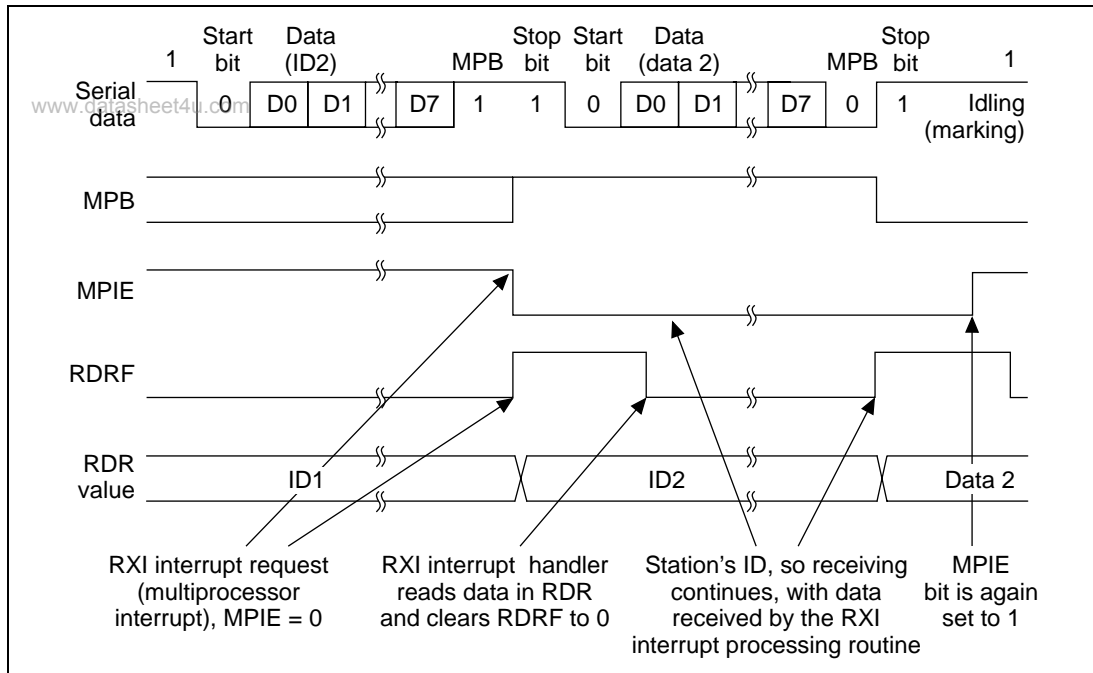 Start Data Stop Start Data Stop
1 bit (ID2) MPB bit bit (data 2) MPB bit 1
Serial data
www.datasheet4u.com
0 D0 D1 D7 1 1 0 D0 D1 D7 0 1 Idling (marking)
MPB
MPIE
RDRF
RDR
value
ID1 ID2 Data 2
RXI interrupt request
(multiprocessor
interrupt), MPIE = 0
RXI interrupt handler
reads data in RDR
and clears RDRF to 0
Station's ID, so receiving
continues, with data
received by the RXI
interrupt processing routine
MPIE
bit is again
set to 1